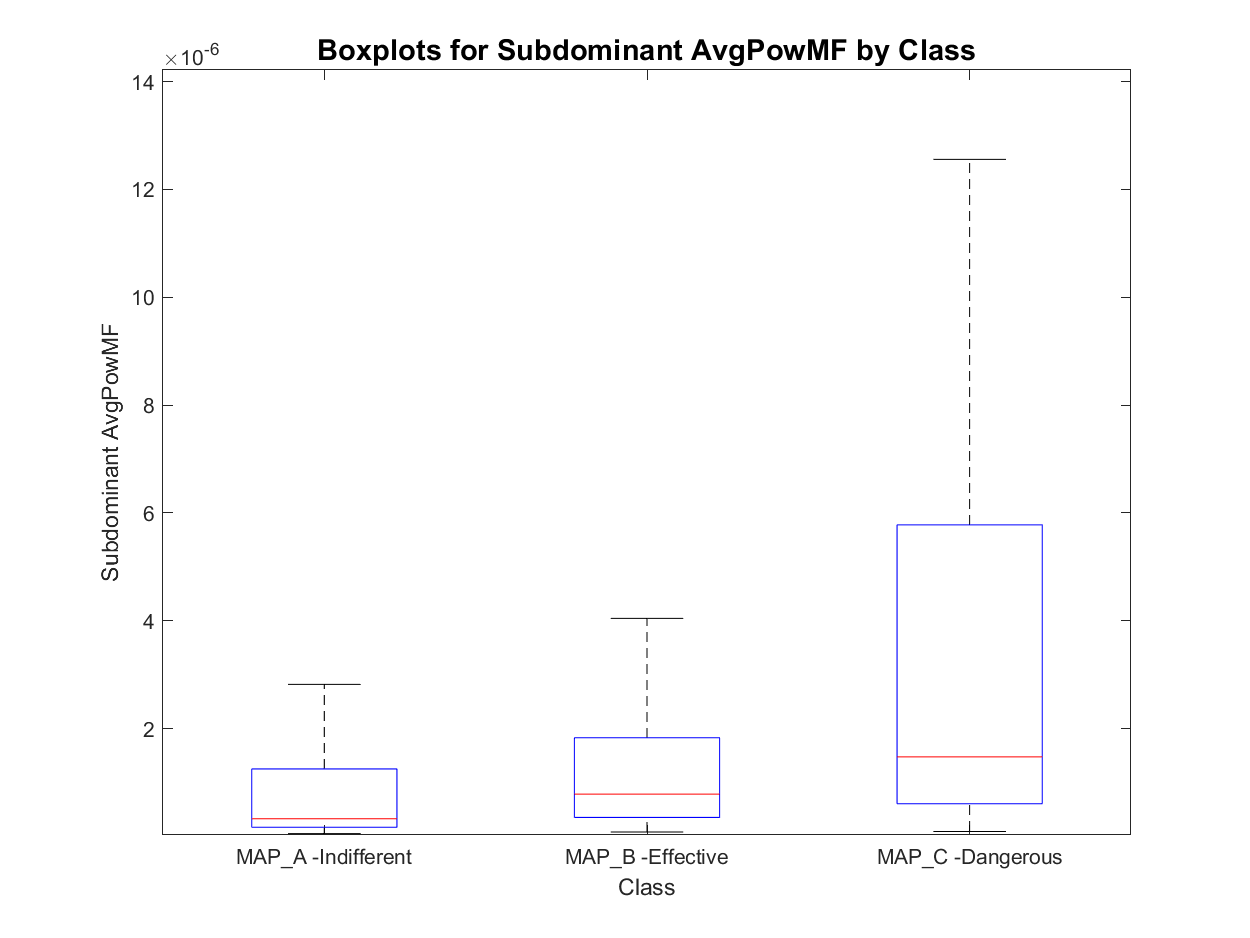 Boxplots for Subdominant AvgPowMF by Class
×10-6
14
12
10
8
6
4
2
Subdominant AvgPowMF
MAP_A -Indifferent
MAP_B -Effective
MAP_C -Dangerous
Class